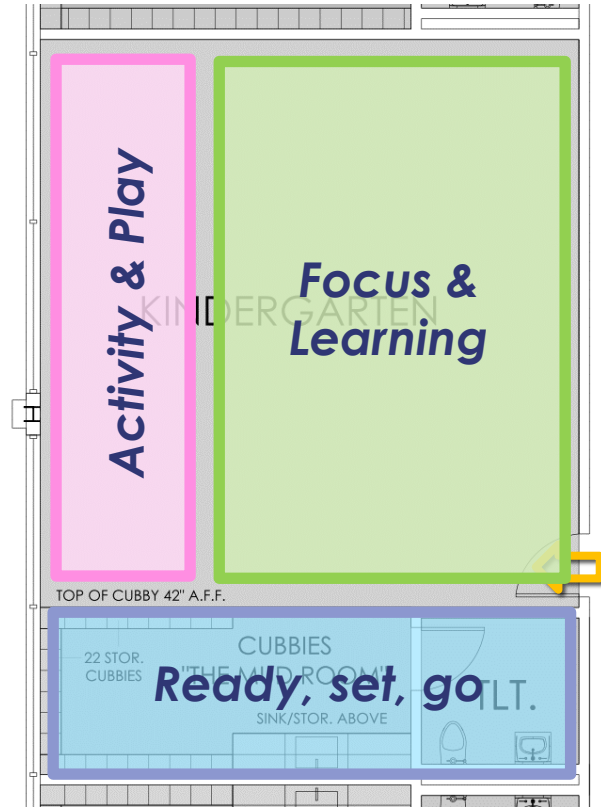 Activity & Play
Focus &
Learning
KINDERGARTEN
TOP OF CUBBY 42" A.F.F.
22 STOR.
CUBBIES
CUBBIES
"THE MUD ROOM"
Ready, set, go
TLT.
SINK/STOR. ABOVE
H